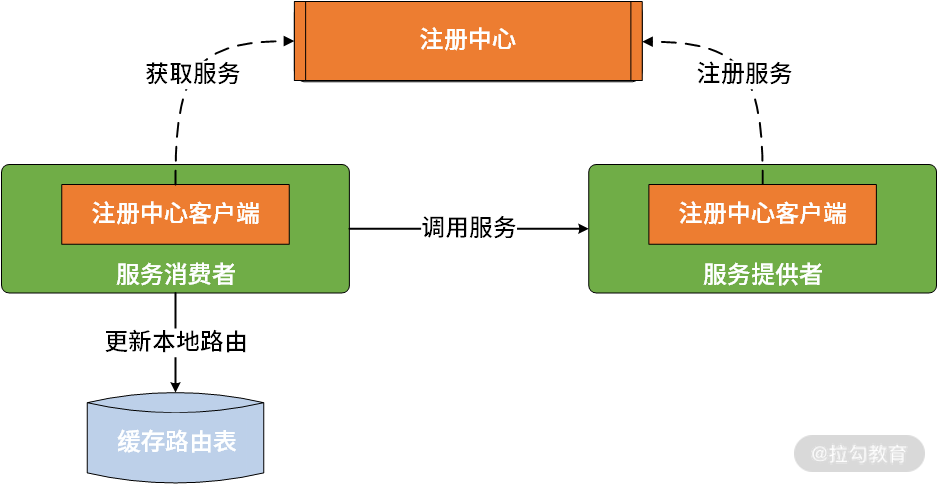 注册中心
获取服务
注册服务
注册中心客户端
服务消费者
调用服务
注册中心客户端
服务提供者
更新本地路由
缓存路由表
@拉勾教育